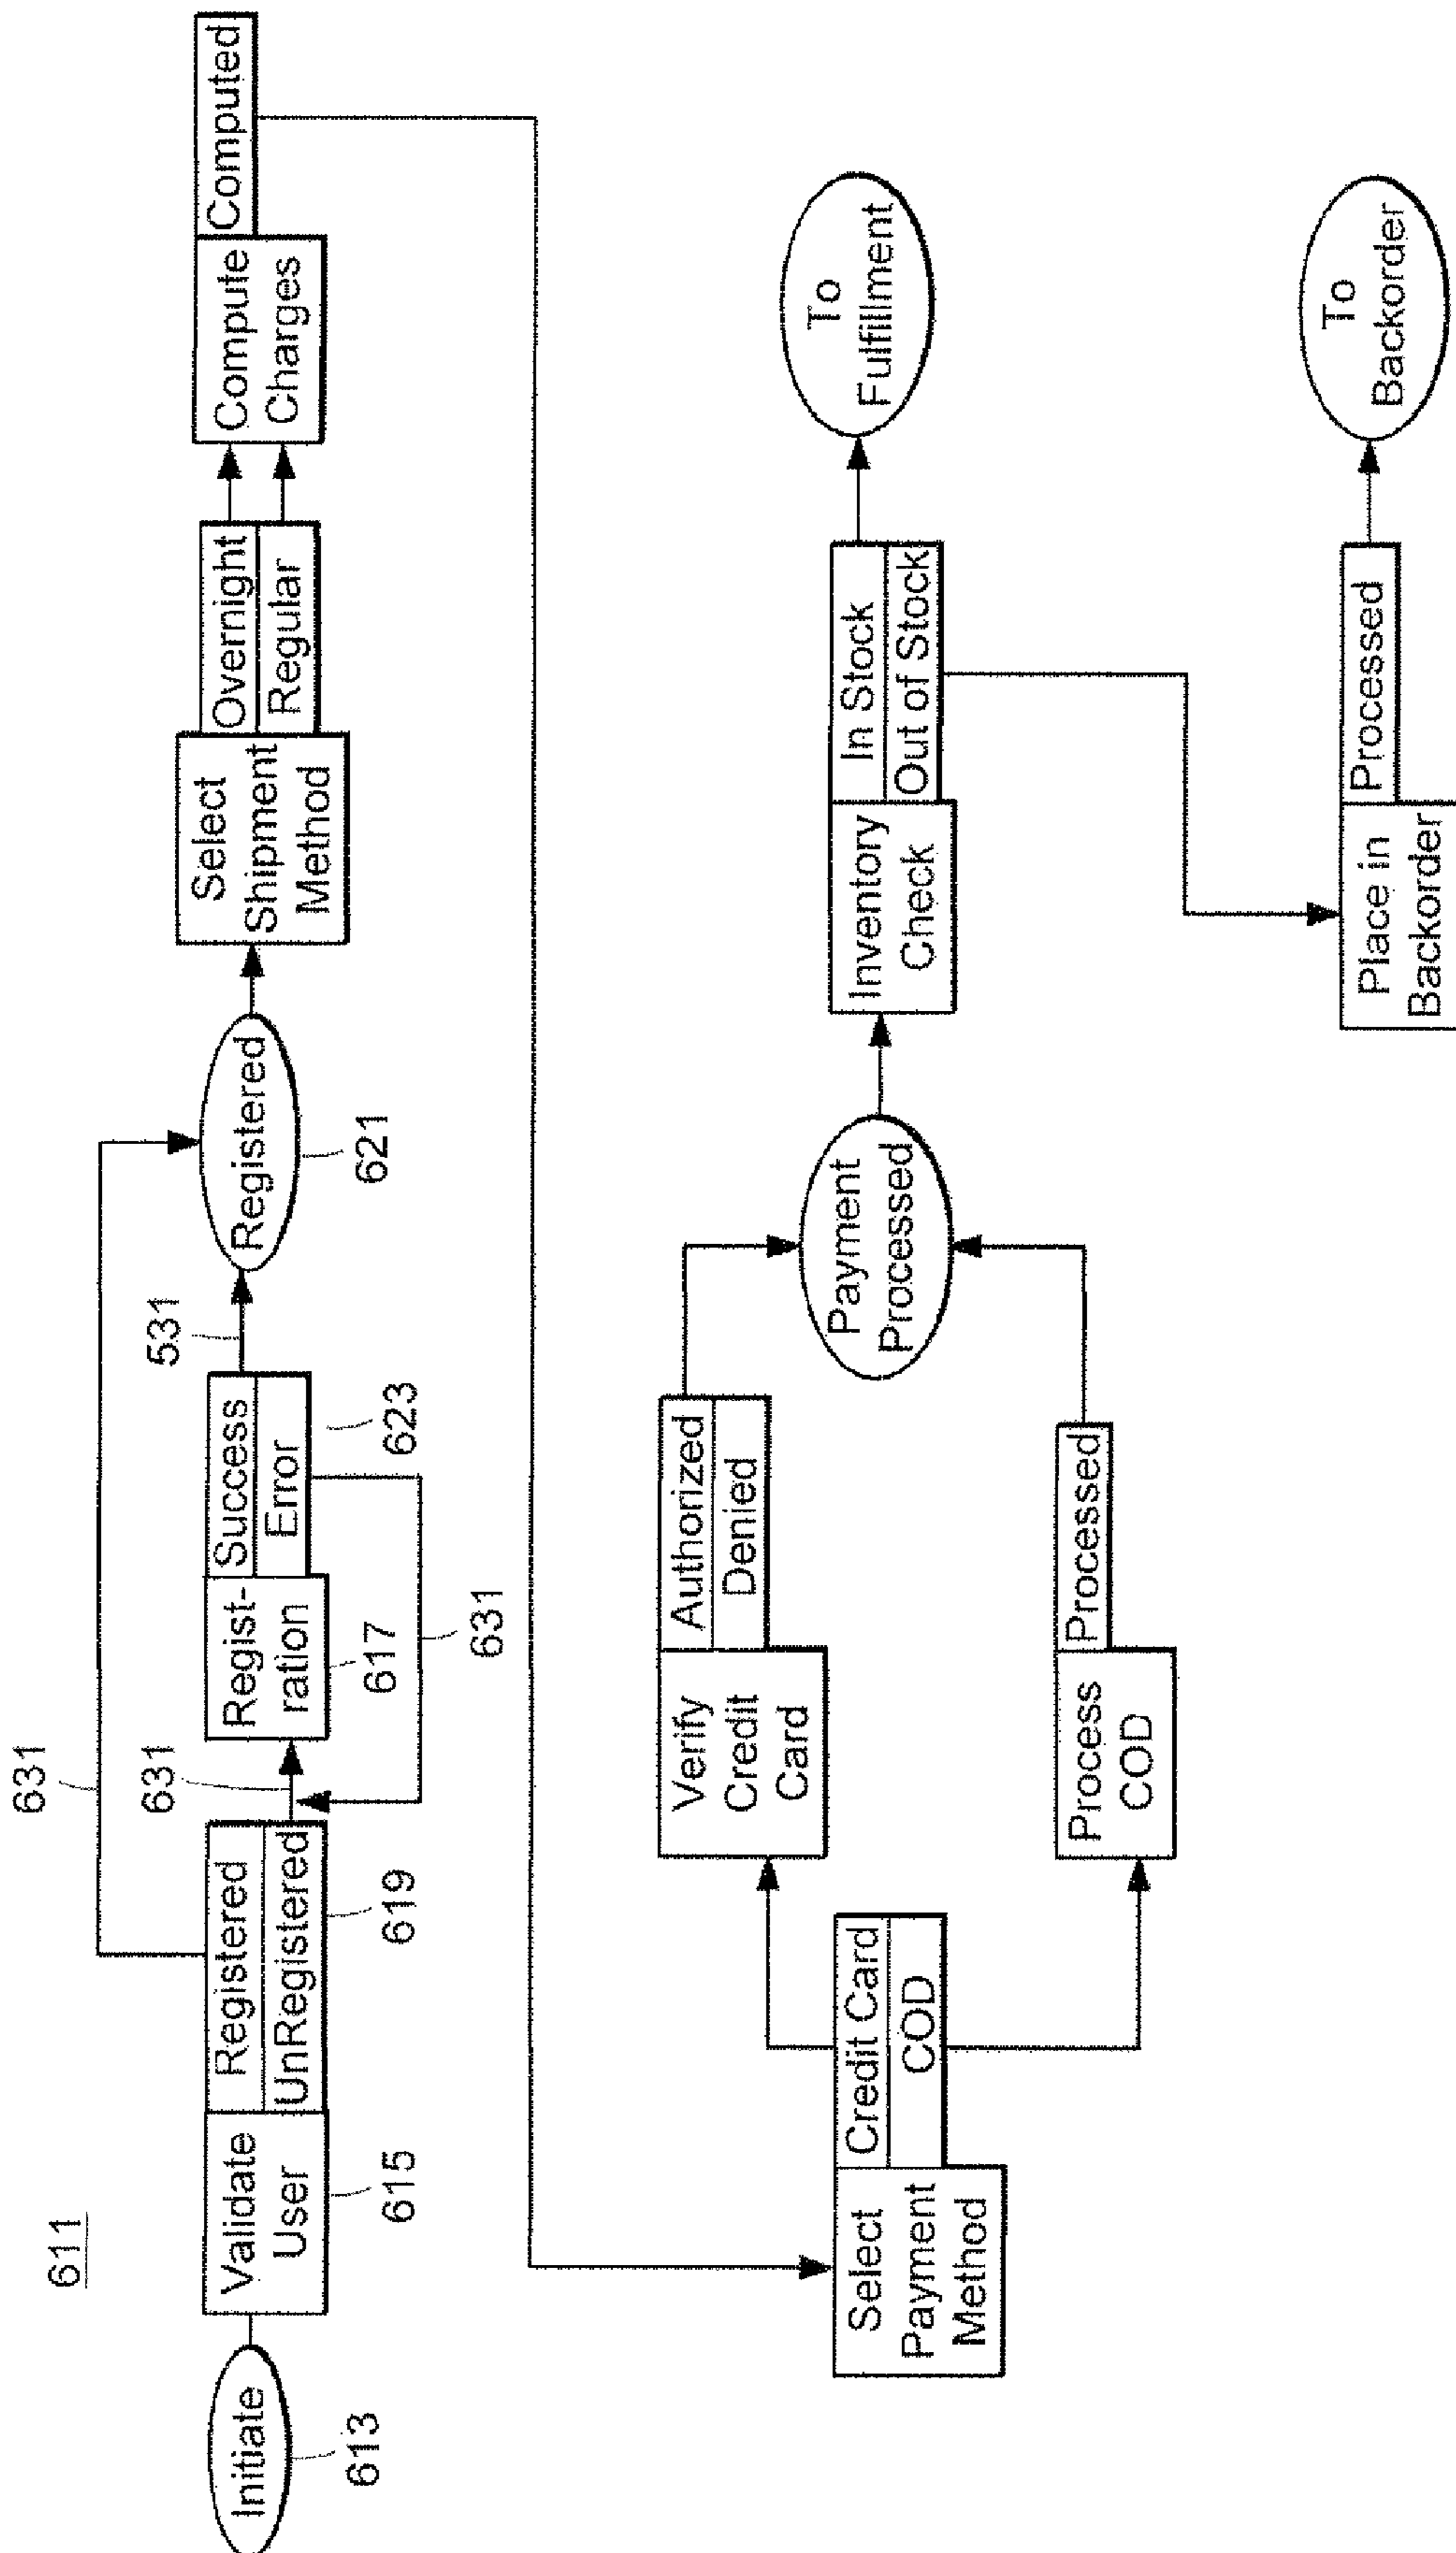 611
Initiate
613
Validate
User
615
Registered
UnRegistered
619
631
631
Regist-
ration
617
Success
Error
623
631
531
Registered
621
Select
Shipment
Method
Overnight
Regular
Compute
Charges
Computed
Select
Payment
Method
Credit Card
COD
Verify
Credit
Card
Authorized
Denied
Process
COD
Processed
Payment
Processed
Inventory
Check
In Stock
Out of Stock
To
Fulfillment
Place in
Backorder
Processed
To
Backorder